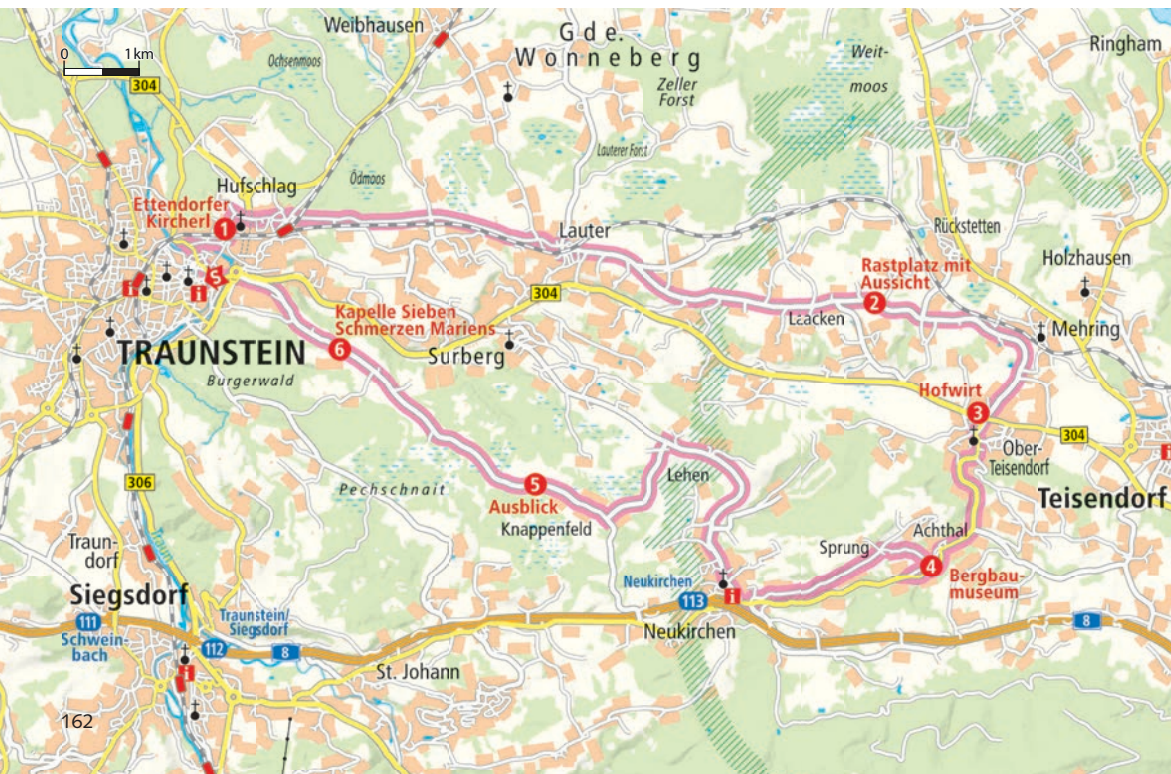 Weibhausen
Gde.
Wonneberg
Ringham
0 1 km
304
Ochsenmoos
Zeller
Forst
Weit-
moos
Lauterer Forst
Ödmoos
Hufschlag
Ettendorfer
Kircherl
1
Lauter
Rückstetten
Holzhausen
S
i
i
304
Rastplatz mit
Aussicht
2
Laacken
Mehring
Kapelle Sieben
Schmerzen Mariens
6
Surberg
TRAUNSTEIN
Burgerwald
Hofwirt
3
304
Ober-
Teisendorf
i
Teisendorf
306
Pechschnait
5
Ausblick
Knappenfeld
Lehen
Achthal
Sprung
4
Bergbau-
museum
Traun-
dorf
Traun
Siegsdorf
Neukirchen
113
i
Neukirchen
111
Schwein-
bach
Traunstein/
Siegsdorf
112
8
8
St. Johann
i
162